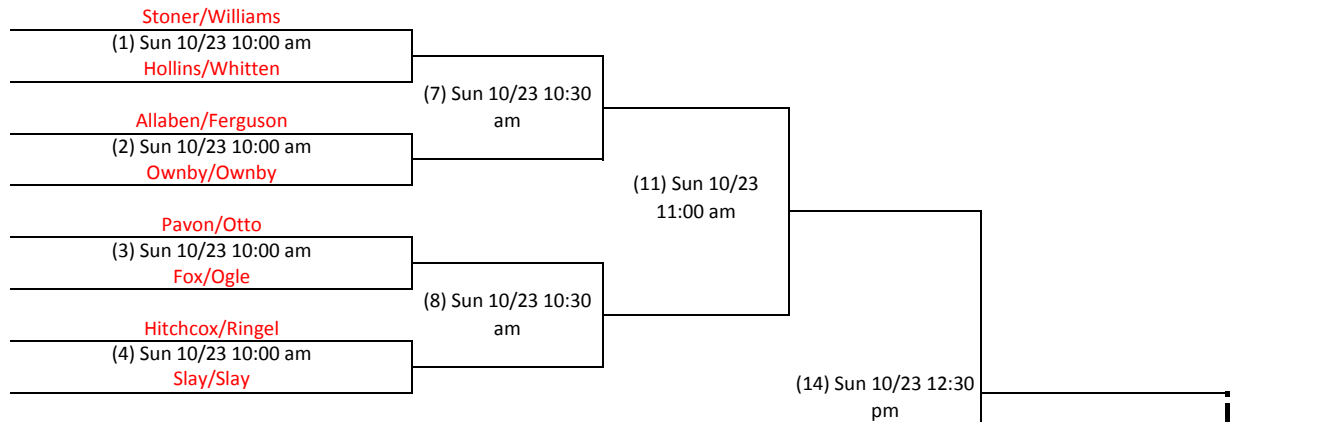 Stoner/Williams
(1) Sun 10/23 10:00 am
Hollins/Whitten
(7) Sun 10/23 10:30
am
Allaben/Ferguson
(2) Sun 10/23 10:00 am
Ownby/Ownby
(11) Sun 10/23
11:00 am
Pavon/Otto
(3) Sun 10/23 10:00 am
Fox/Ogle
(8) Sun 10/23 10:30
am
Hitchcox/Ringel
(4) Sun 10/23 10:00 am
Slay/Slay
(14) Sun 10/23 12:30
pm